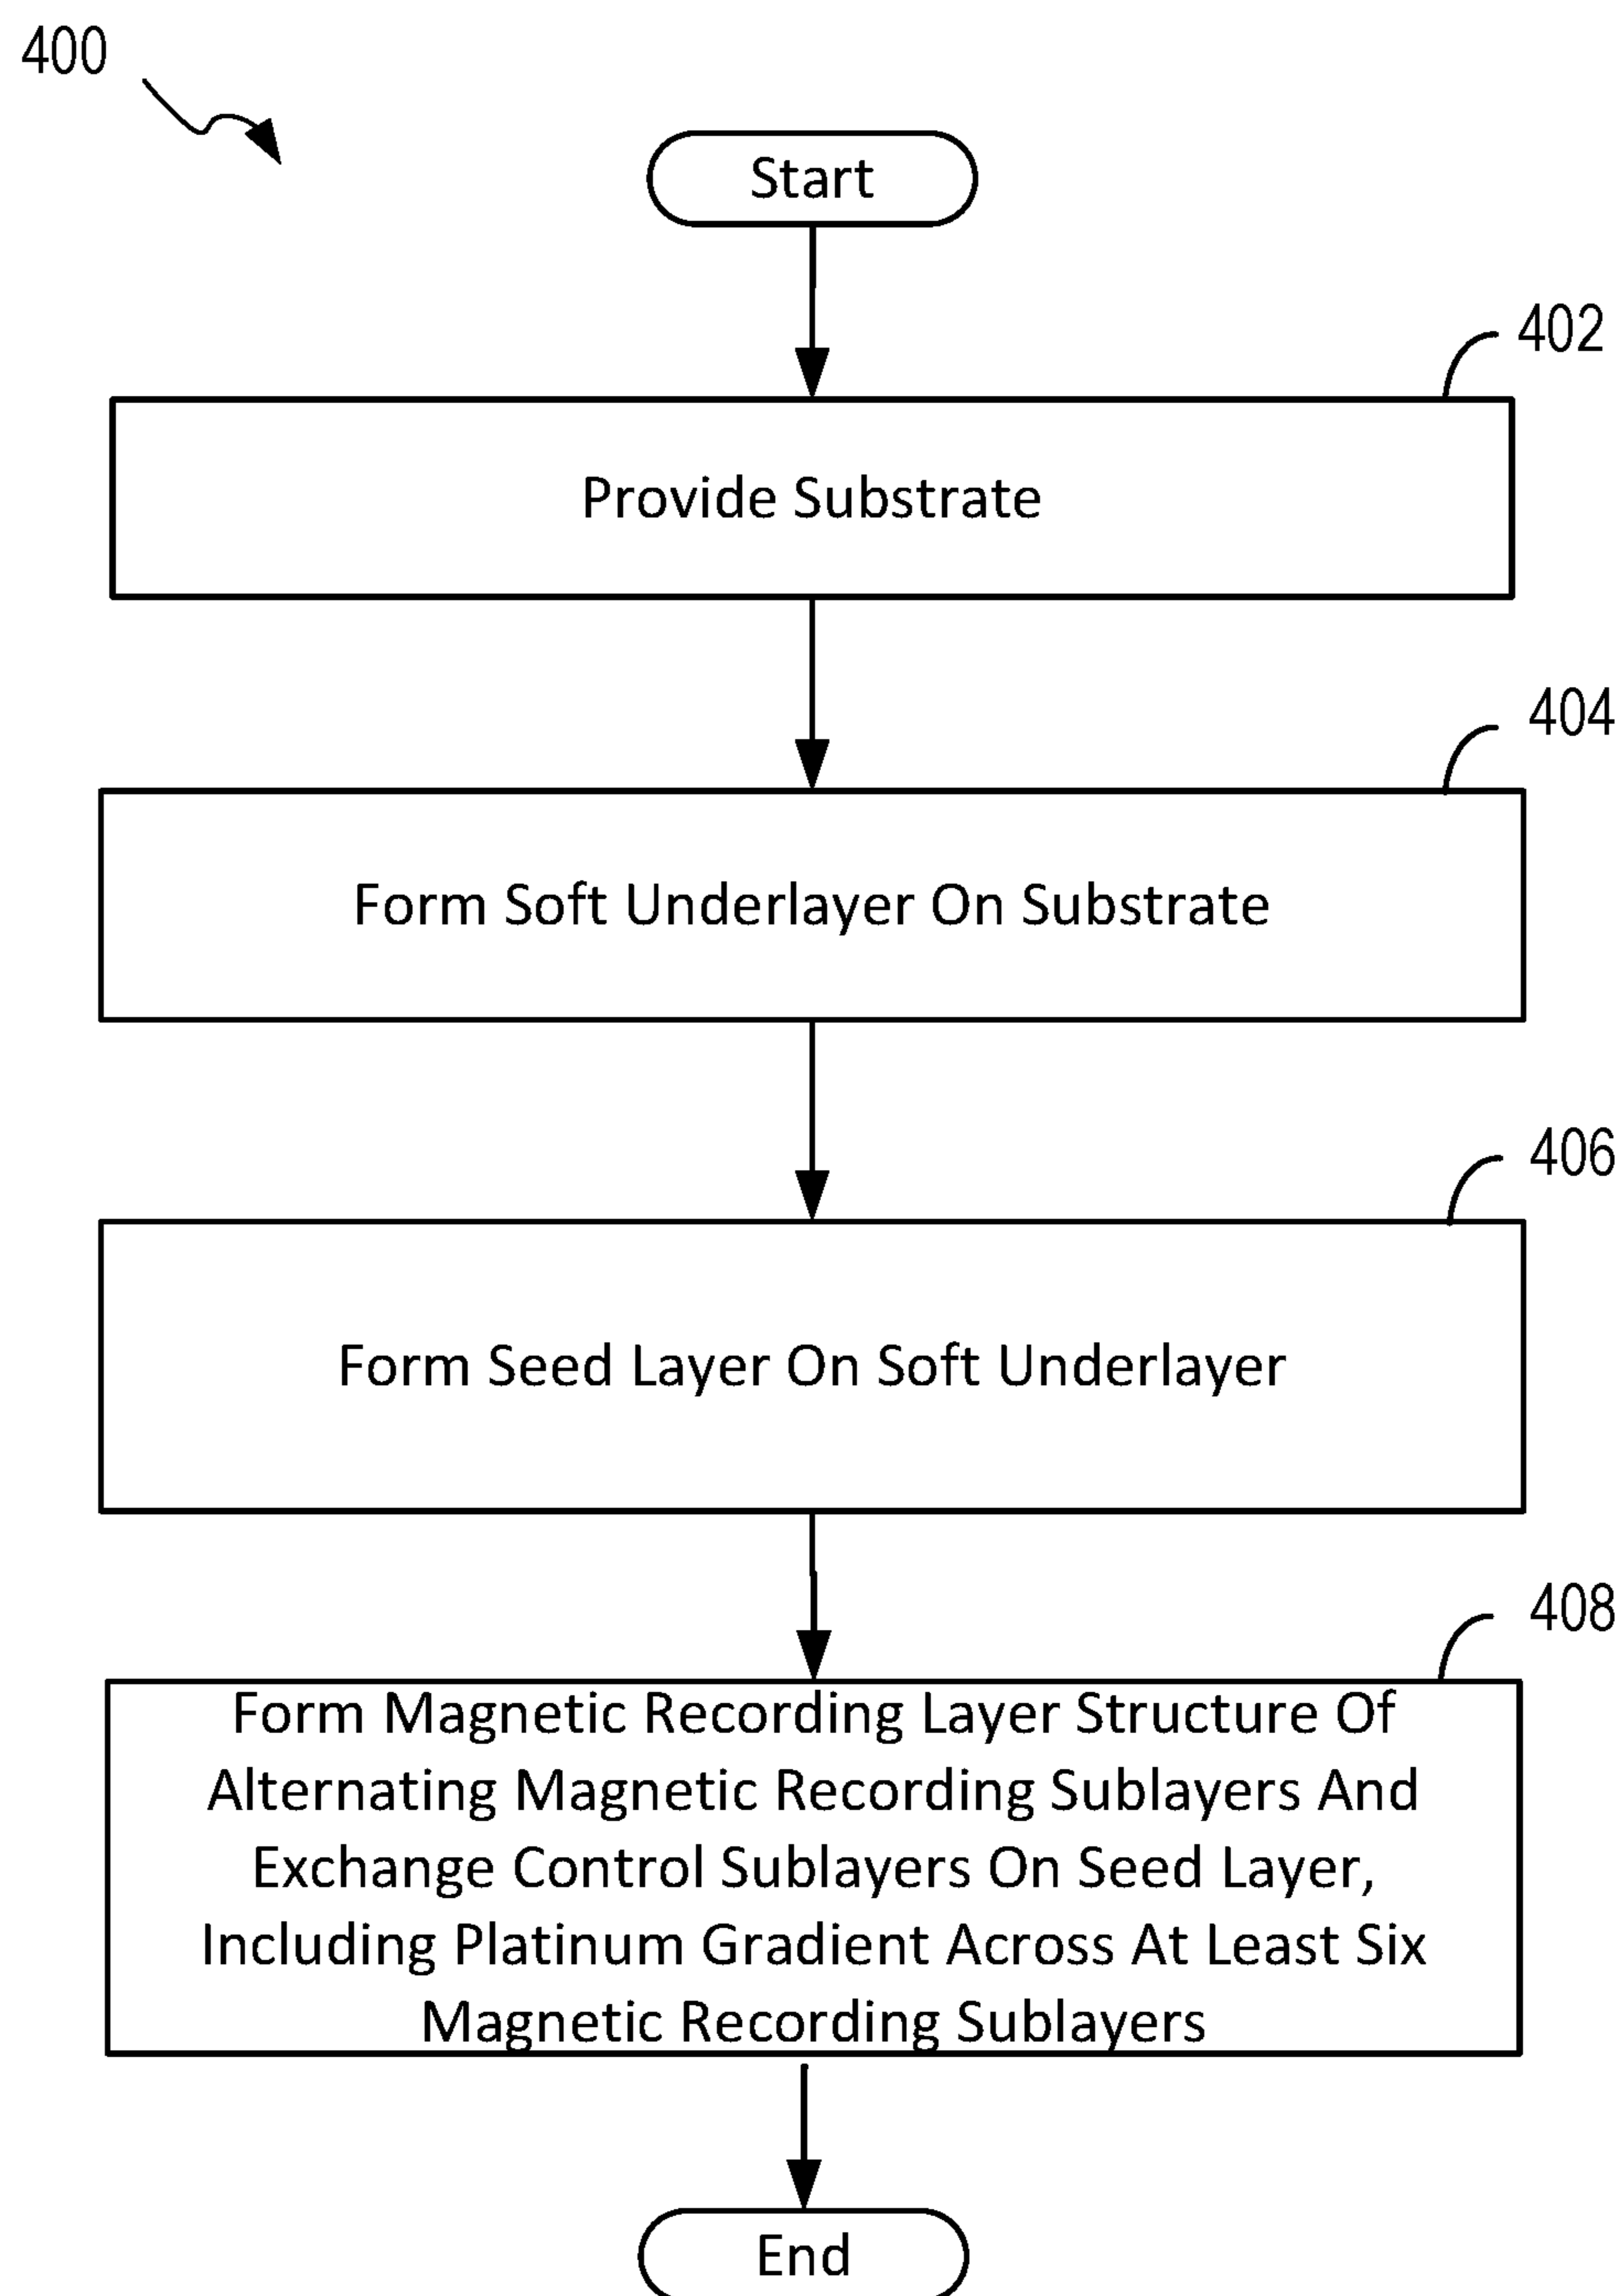 400
Start
402
Provide Substrate
404
Form Soft Underlayer On Substrate
406
Form Seed Layer On Soft Underlayer
408
Form Magnetic Recording Layer Structure Of
Alternating Magnetic Recording Sublayers And
Exchange Control Sublayers On Seed Layer,
Including Platinum Gradient Across At Least Six
Magnetic Recording Sublayers
End